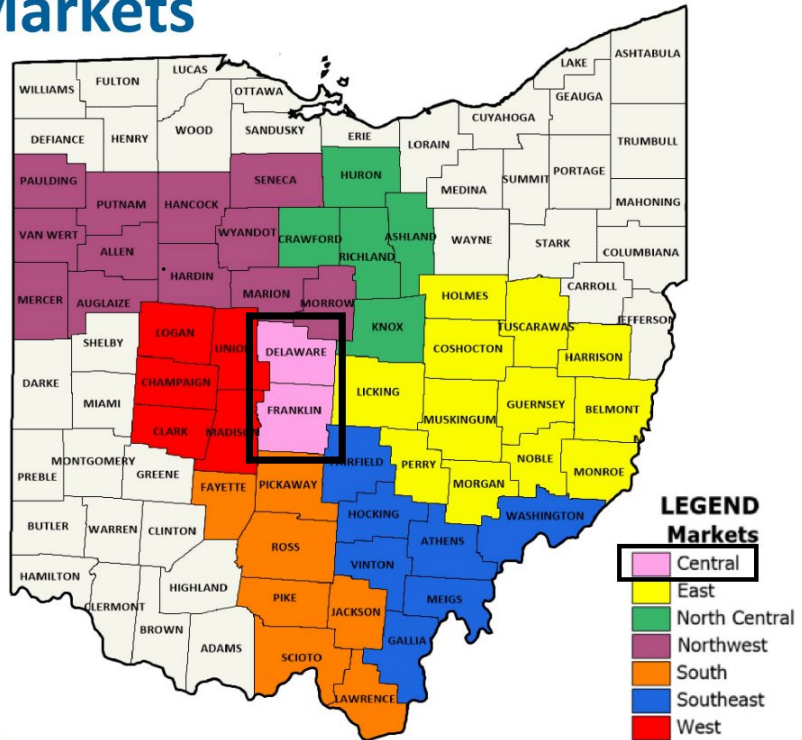 Markets
WILLIAMS
FULTON
LUCAS
OTTAWA
LAKE
ASHTABULA
GEAUGA
CUYAHOGA
DEFIANCE
HENRY
WOOD
SANDUSKY
ERIE
LORAIN
TRUMBULL
PAULDING
PUTNAM
HANCOCK
SENECA
HURON
MEDINA
SUMMIT
PORTAGE
MAHONING
VAN WERT
ALLEN
WYANDOT
CRAWFORD
RICHLAND
ASHLAND
WAYNE
STARK
COLUMBIANA
MERCER
AUGLAIZE
HARDIN
MARION
MORROW
HOLMES
CARROLL
JEFFERSON
SHELBY
LOGAN
UNION
DELAWARE
KNOX
COSHOCTON
TUSCARAWAS
HARRISON
DARKE
MIAMI
CHAMPAIGN
FRANKLIN
LICKING
MUSKINGUM
GUERNSEY
BELMONT
CLARK
MADISON
PREBLE
MONTGOMERY
GREENE
FAYETTE
PICKAWAY
FAIRFIELD
PERRY
MORGAN
NOBLE
MONROE
BUTLER
WARREN
CLINTON
ROSS
HOCKING
ATHENS
WASHINGTON
HAMILTON
CLERMONT
HIGHLAND
BROWN
ADAMS
PIKE
JACKSON
VINTON
MEIGS
GALLIA
SCIOTO
LAWRENCE
LEGEND
Markets
Central
East
North Central
Northwest
South
Southeast
West